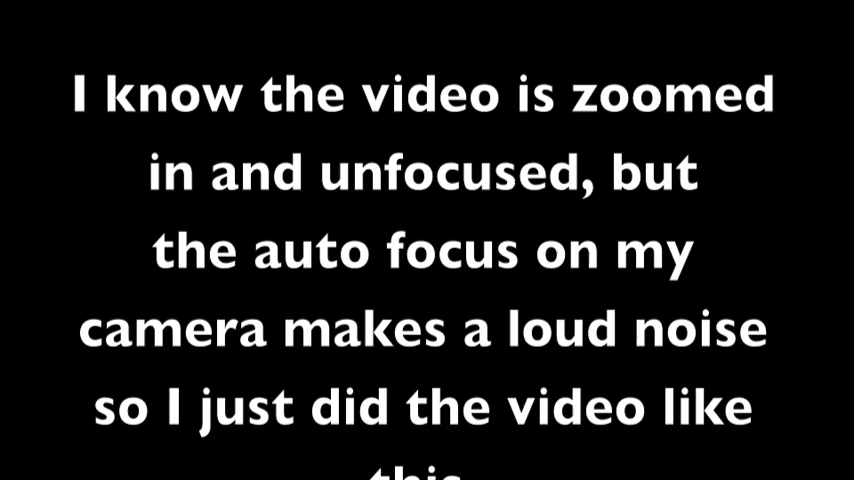 I know the video is zoomed
in and unfocused, but
the auto focus on my
camera makes a loud noise
so I just did the video like
this.